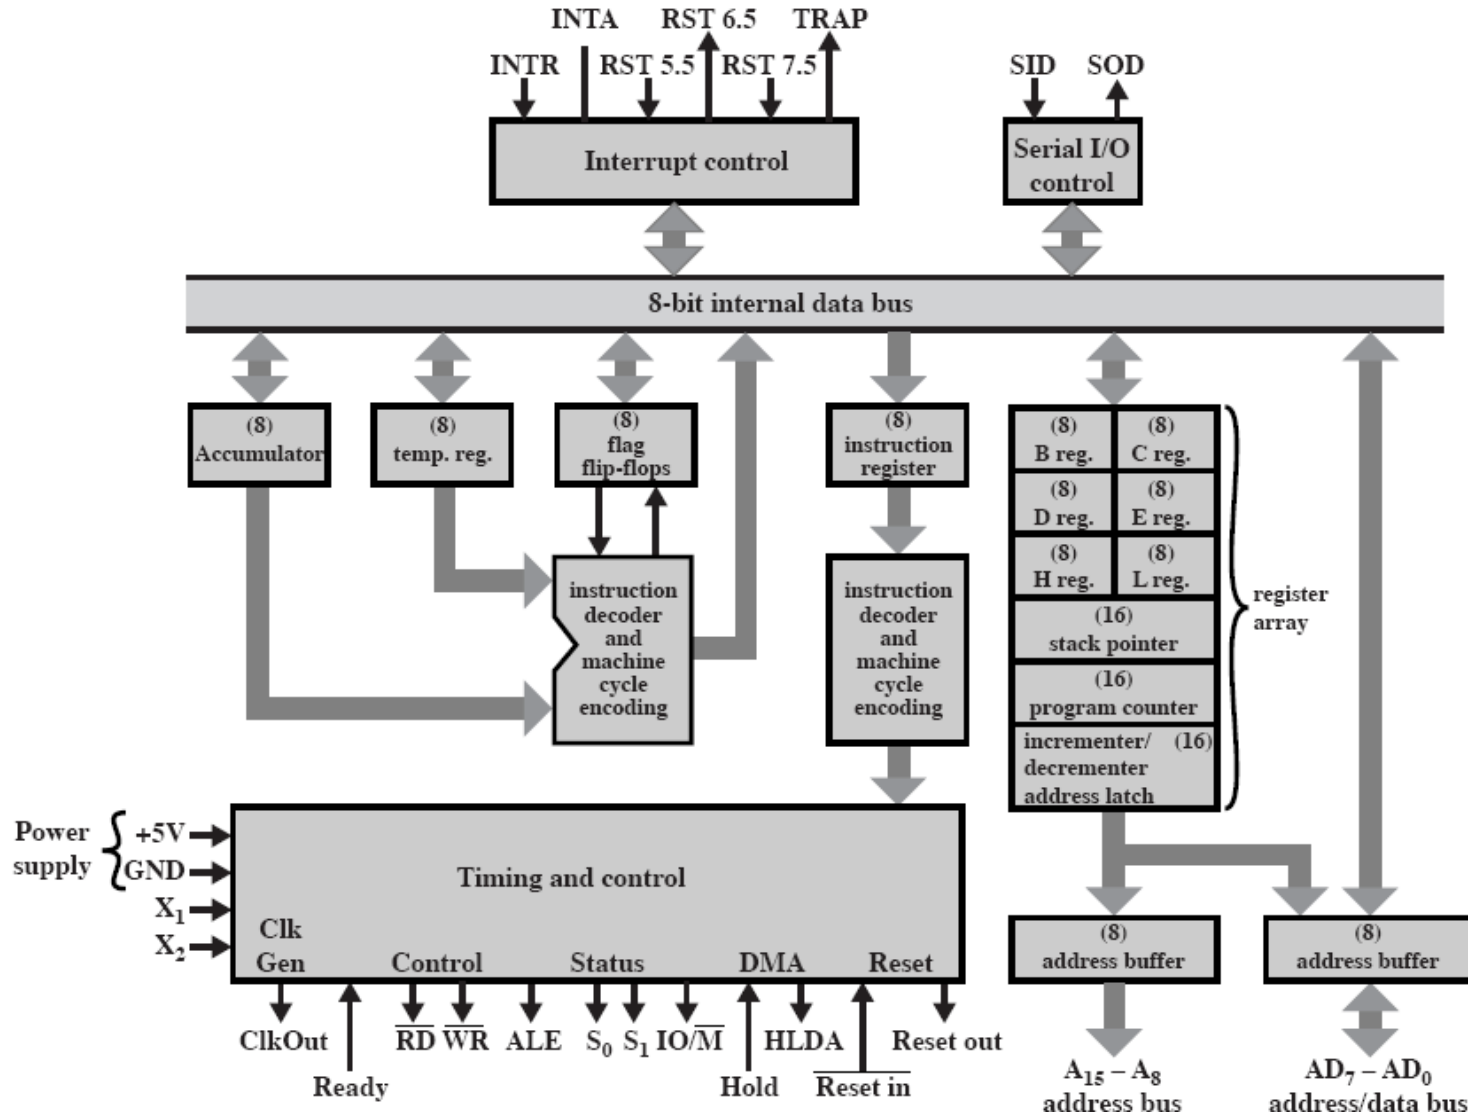 INTA RST 6.5 TRAP
INTR RST 5.5 RST 7.5 SID SOD
Interrupt control
Serial I/O
control
8-bit internal data bus
(8)
Accumulator
(8)
temp. reg.
(8)
flag
flip-flops
(8)
instruction
register
(8)
B reg.
(8)
C reg.
(8)
D reg.
(8)
E reg.
(8)
H reg.
(8)
L reg.
(16)
stack pointer
(16)
program counter
incrementer/ (16)
decrementer
address latch
register
array
instruction
decoder
and
machine
cycle
encoding
instruction
decoder
and
machine
cycle
encoding
Power
supply
+5V
GND
X1
X2
Timing and control
Clk
Gen
Control
Status
DMA
Reset
ClkOut
Ready
R̅D̅
W̅R̅
ALE
S0
S1
IO/M̅
Hold
HLDA
R̅e̅s̅e̅t̅ i̅n̅
Reset out
(8)
address buffer
(8)
address buffer
A15 – A8
address bus
AD7 – AD0
address/data bus